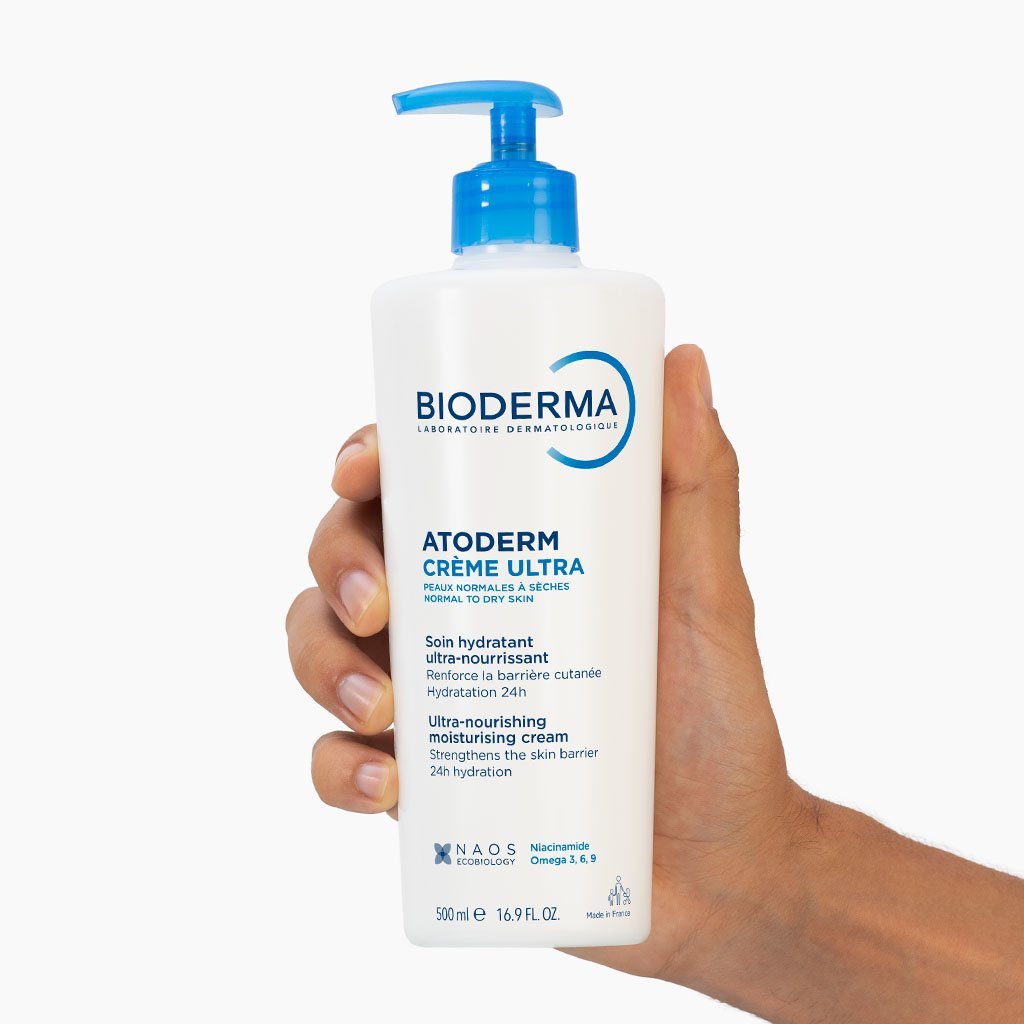 BIODERMA
LABORATOIRE DERMATOLOGIQUE
ATODERM
CRÈME ULTRA
PEAUX NORMALES À SÈCHES
NORMAL TO DRY SKIN
Soin hydratant
ultra-nourrissant
Renforce la barrière cutanée
Hydratation 24h
Ultra-nourishing
moisturising cream
Strengthens the skin barrier
24h hydration
NAOS
ECOBIOLOGY
Niacinamide
Omega 3, 6, 9
500 ml ℮ 16.9 FL. OZ.
Made in France